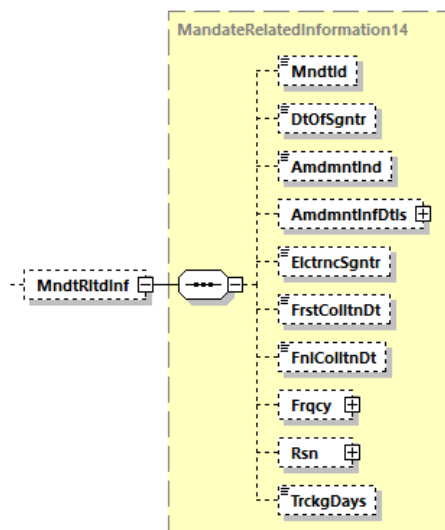 MandateRelatedInformation14
MndtId
DtOfSgntr
AmdmntInd
AmdmntInfDtls
ElctrncSgntr
MndtRltdInf
FrstColltnDt
FnlColltnDt
Frqcy
Rsn
TrckgDays